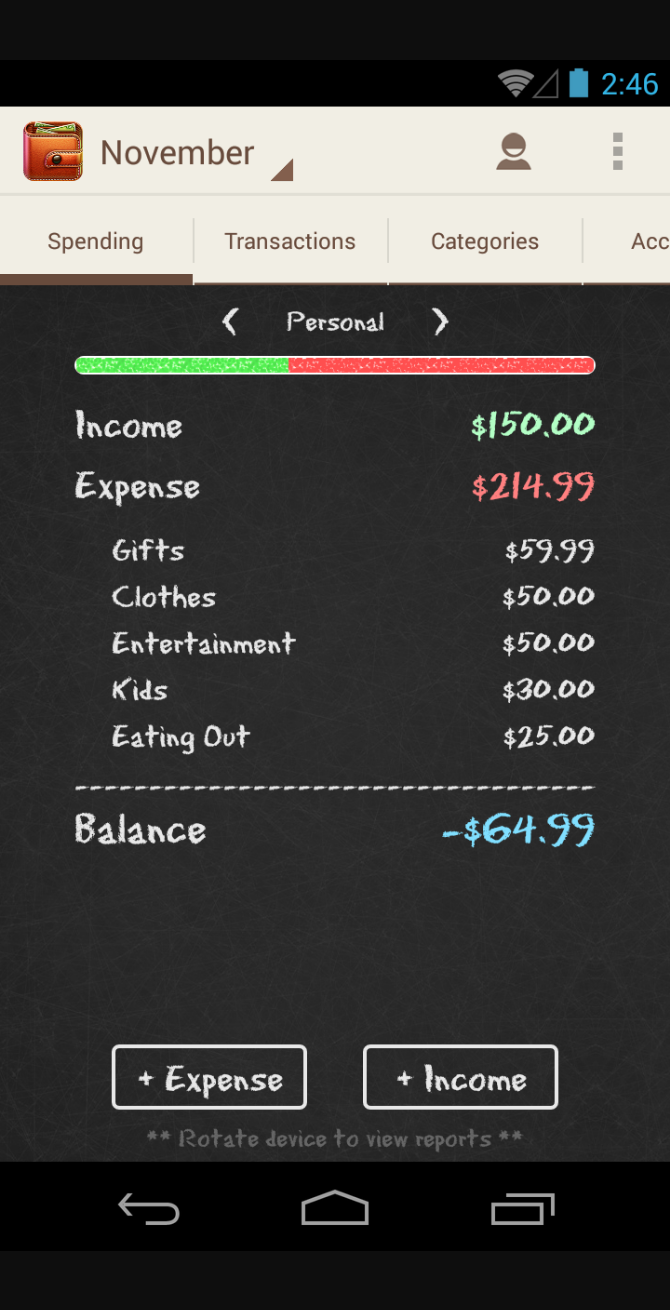 2:46
November
Spending Transactions Categories Acc
Personal
Income $150.00
Expense $214.99
Gifts $59.99
Clothes $50.00
Entertainment $50.00
Kids $30.00
Eating Out $25.00
Balance -$64.99
+ Expense + Income
** Rotate device to view reports **